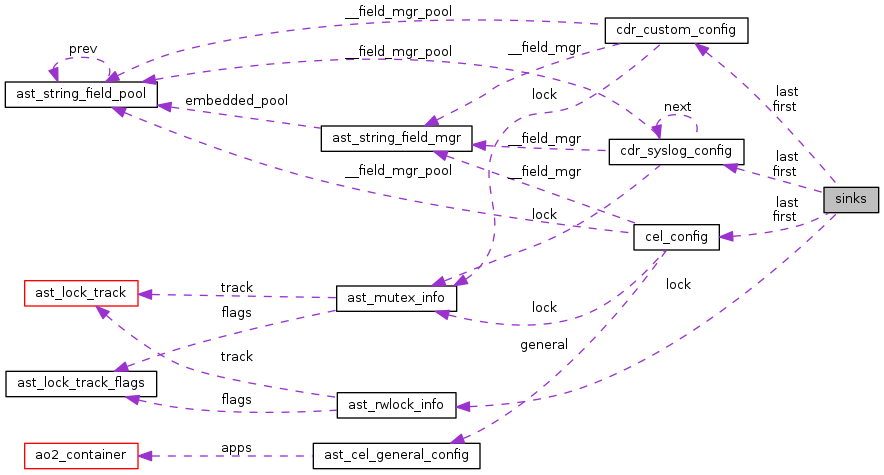 __field_mgr_pool
cdr_custom_config
prev
__field_mgr
__field_mgr_pool
ast_string_field_pool
last
first
lock
embedded_pool
next
ast_string_field_mgr
__field_mgr
cdr_syslog_config
last
first
__field_mgr_pool
__field_mgr
sinks
last
first
lock
cel_config
track
ast_lock_track
ast_mutex_info
lock
flags
lock
general
track
ast_lock_track_flags
flags
ast_rwlock_info
apps
ao2_container
ast_cel_general_config